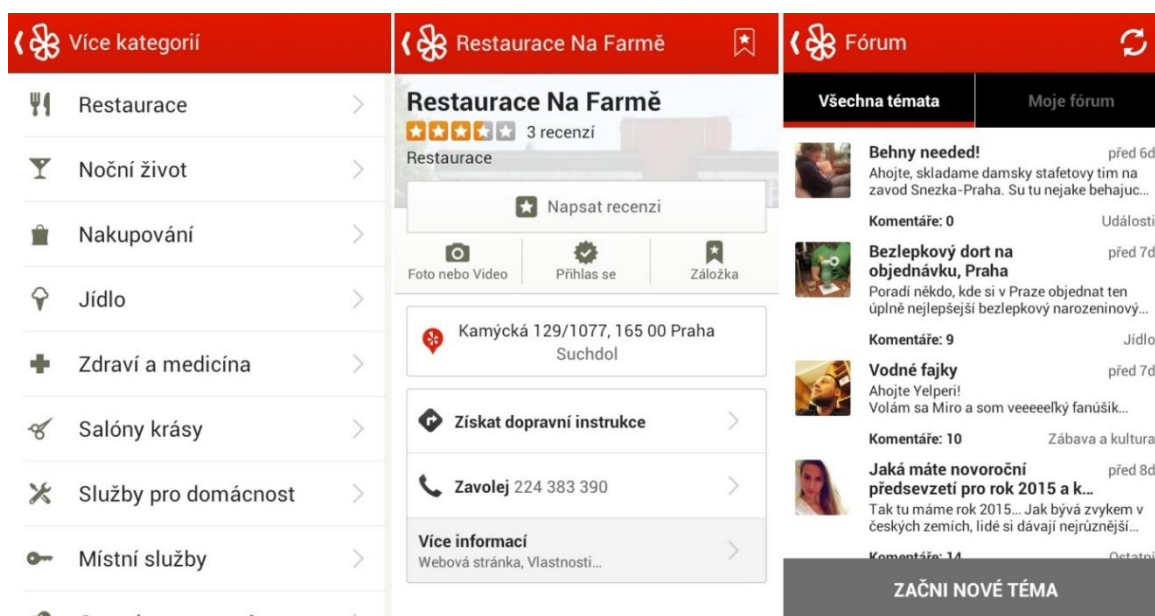 Více kategorií
Restaurace
Noční život
Nakupování
Jídlo
Zdraví a medicína
Salóny krásy
Služby pro domácnost
Místní služby
Restaurace Na Farmě
Restaurace Na Farmě
3 recenzí
Restaurace
Napsat recenzi
Foto nebo Video
Přihlas se
Záložka
Kamýcká 129/1077, 165 00 Praha
Suchdol
Získat dopravní instrukce
Zavolej 224 383 390
Více informací
Webová stránka, Vlastnosti...
Fórum
Všechna témata
Moje fórum
Behny needed! před 6d
Ahojte, skladame damsky stafetovy tim na
zavod Snezka-Praha. Su tu nejake behajuc...
Komentáře: 0 Události
Bezlepkový dort na před 7d
objednávku, Praha
Poradí někdo, kde si v Praze objednat ten
úplně nejlepšejší bezlepkový narozeninový...
Komentáře: 9 Jídlo
Vodné fajky před 7d
Ahojte Yelperi!
Volám sa Miro a som veeeeeľký fanúšik...
Komentáře: 10 Zábava a kultura
Jaká máte novoroční před 8d
předsevzetí pro rok 2015 a k...
Tak tu máme rok 2015... Jak bývá zvykem v
českých zemích, lidé si dávají nejrůznější...
Komentáře: 14 Ostatní
ZAČNI NOVÉ TÉMA